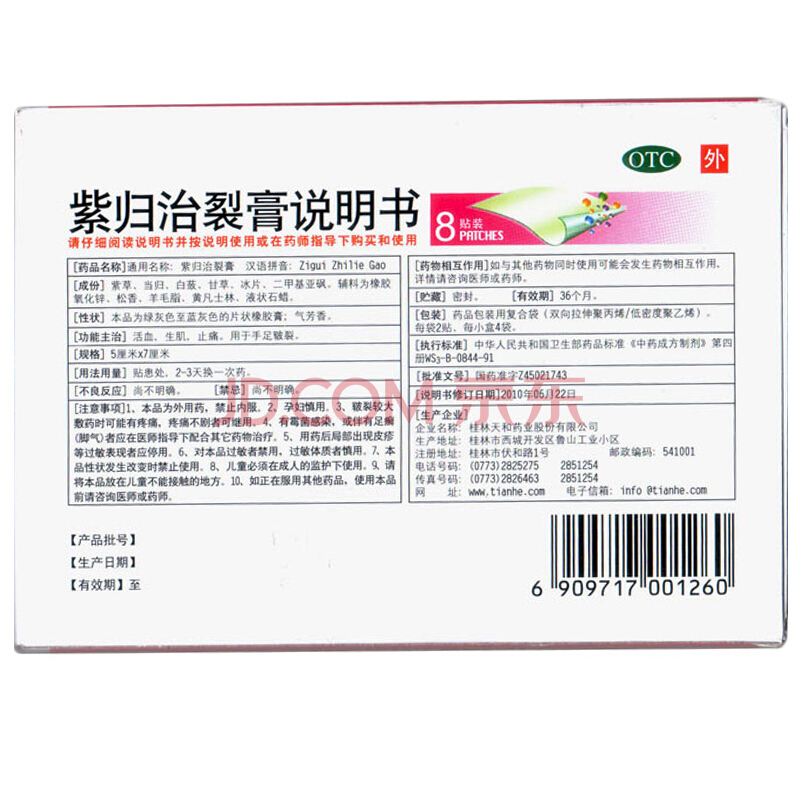 OTC 外
紫归治裂膏说明书
8 贴装
PATCHES
请仔细阅读说明书并按说明使用或在药师指导下购买和使用
[药品名称]通用名称: 紫归治裂膏 汉语拼音: Zigui Zhilie Gao
[成份] 紫草、当归、白蔹、甘草、冰片、二甲基亚砜。辅料为橡胶
氧化锌、松香、羊毛脂、黄凡士林、液状石蜡。
[性状] 本品为绿灰色至蓝灰色的片状橡胶膏; 气芳香。
[功能主治] 活血, 生肌, 止痛。用于手足皲裂。
[规格] 5厘米x7厘米
[用法用量] 贴患处, 2-3天换一次药。
[不良反应] 尚不明确。 [禁忌] 尚不明确。
[注意事项]1、本品为外用药, 禁止内服。2、孕妇慎用。3、皲裂较大
敷药时可能有疼痛, 疼痛不剧者可继用。4、有霉菌感染, 或伴有足癣
(脚气)者应在医师指导下配合其它药物治疗。5、用药后局部出现皮疹
等过敏表现者应停用。6、对本品过敏者禁用, 过敏体质者慎用。7、本
品性状发生改变时禁止使用。8、儿童必须在成人的监护下使用。9、请
将本品放在儿童不能接触的地方。10、如正在服用其他药品, 使用本品
前请咨询医师或药师。
[药物相互作用]如与其他药物同时使用可能会发生药物相互作用,
详情请咨询医师或药师。
[贮藏] 密封。 [有效期] 36个月。
[包装] 药品包装用复合袋 (双向拉伸聚丙烯/低密度聚乙烯)。
每袋2贴, 每小盒4袋。
[执行标准] 中华人民共和国卫生部药品标准《中药成方制剂》第四
册WS3-B-0844-91
[批准文号] 国药准字Z45021743
[说明书修订日期]2010年06月22日
[生产企业]
企业名称: 桂林天和药业股份有限公司
生产地址: 桂林市西城开发区鲁山工业小区
注册地址: 桂林市伏和路1号 邮政编码: 541001
电话号码: (0773)2825275 2851254
传真号码: (0773)2826463 2851254
网 址: www.tianhe.com 电子信箱: info @tianhe.com
JD.COM 京东
【产品批号】
【生产日期】
【有效期】至
6 909717 001260